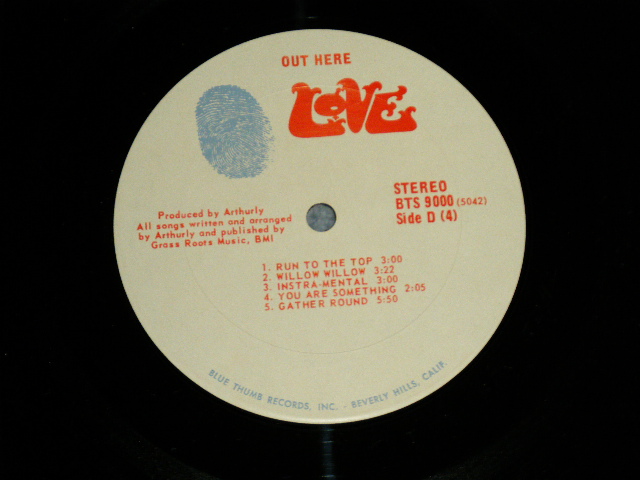 OUT HERE
LOVE
STEREO
BTS 9000 (5042)
Side D (4)
Produced by Arthurly
All songs written and arranged
by Arthurly and published by
Grass Roots Music, BMI
1. RUN TO THE TOP 3:00
2. WILLOW WILLOW 3:22
3. INSTRA-MENTAL 3:00
4. YOU ARE SOMETHING 2:05
5. GATHER ROUND 5:50
BLUE THUMB RECORDS, INC. - BEVERLY HILLS, CALIF.